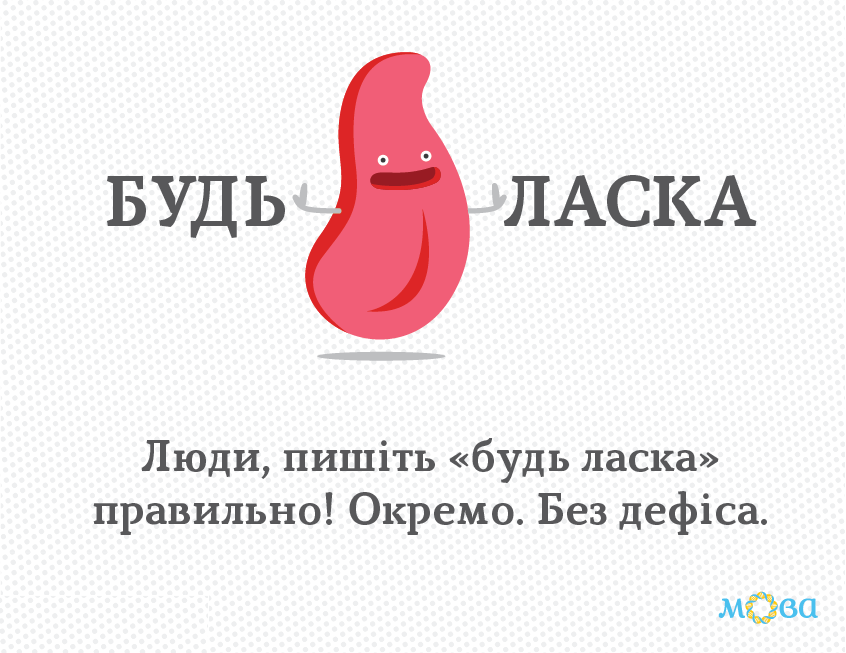 БУДЬ ЛАСКА
Люди, пишіть «будь ласка»
правильно! Окремо. Без дефіса.
мова